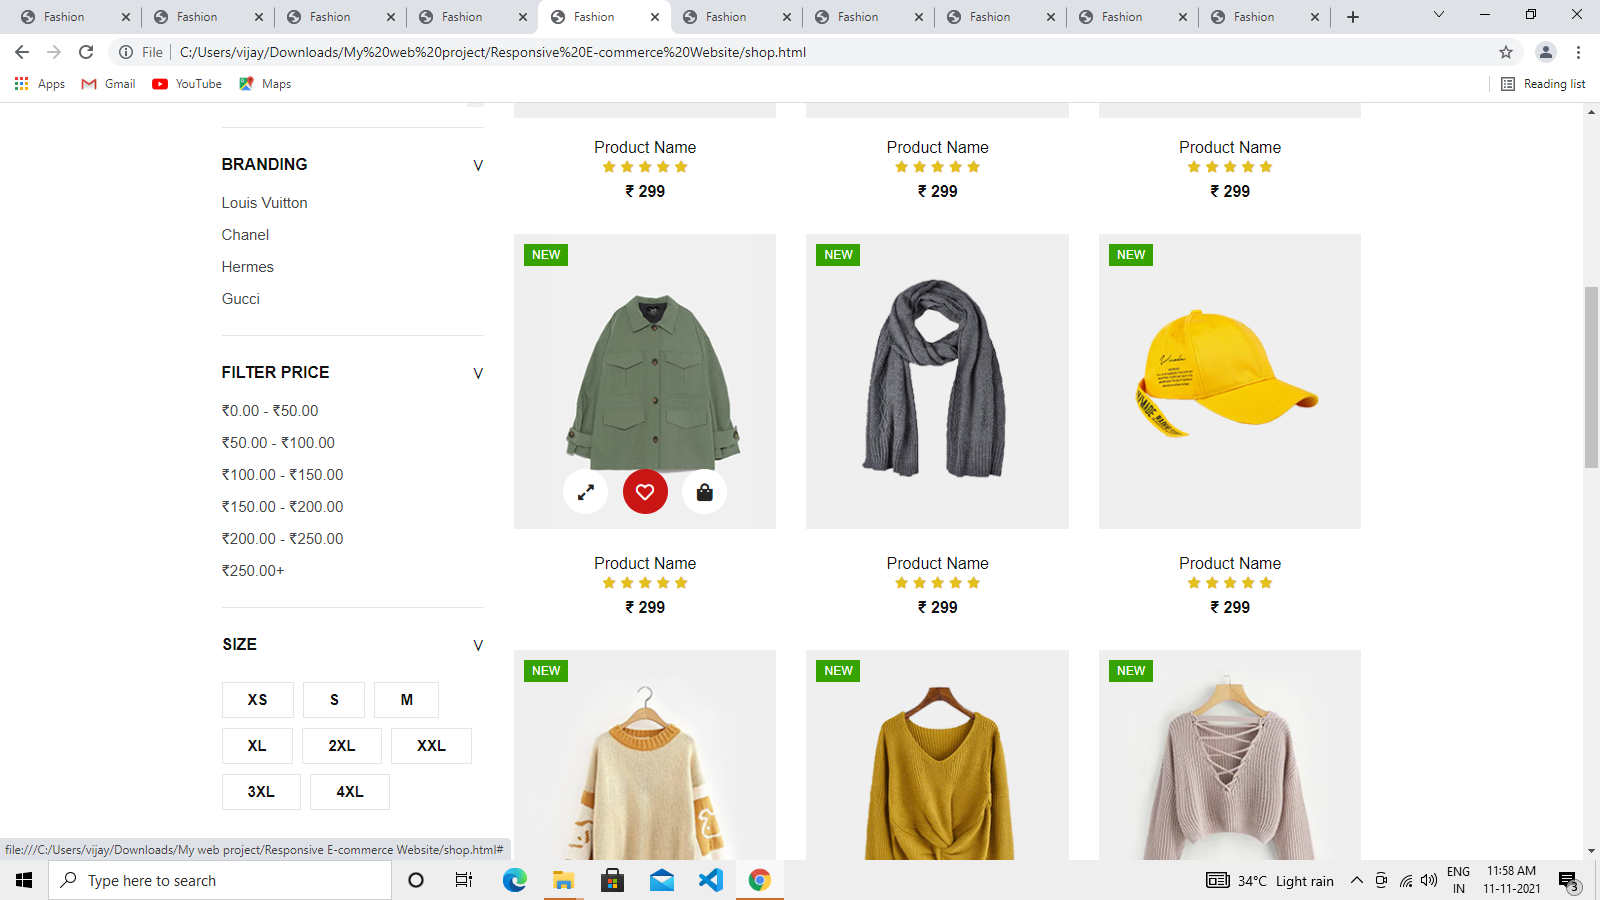 Fashion
Fashion
Fashion
Fashion
Fashion
Fashion
Fashion
Fashion
Fashion
Fashion
File
C:/Users/vijay/Downloads/My%20web%20project/Responsive%20E-commerce%20Website/shop.html
Apps
Gmail
YouTube
Maps
Reading list
BRANDING
V
Louis Vuitton
Chanel
Hermes
Gucci
FILTER PRICE
V
₹0.00 - ₹50.00
₹50.00 - ₹100.00
₹100.00 - ₹150.00
₹150.00 - ₹200.00
₹200.00 - ₹250.00
₹250.00+
SIZE
V
XS
S
M
XL
2XL
XXL
3XL
4XL
Product Name
₹ 299
Product Name
₹ 299
Product Name
₹ 299
NEW
Product Name
₹ 299
NEW
Product Name
₹ 299
NEW
Product Name
₹ 299
NEW
NEW
NEW
file:///C:/Users/vijay/Downloads/My web project/Responsive E-commerce Website/shop.html#
Type here to search
34°C Light rain
ENG
IN
11:58 AM
11-11-2021
3